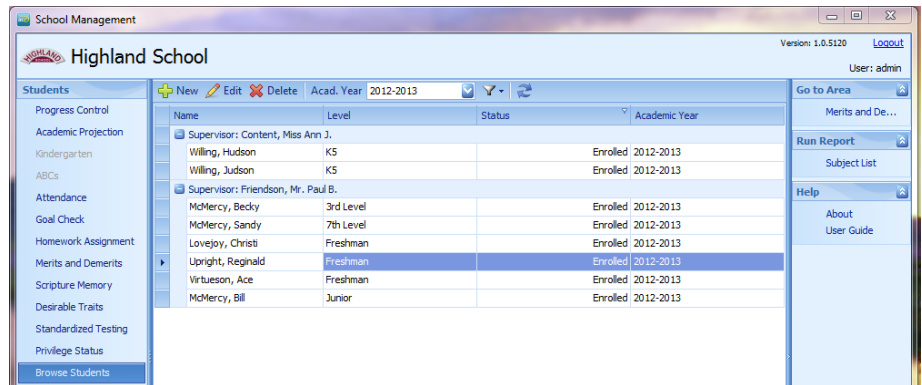 School Management
HIGHLAND
Highland School
Version: 1.0.5120 Logout
User: admin
Students
Progress Control
Academic Projection
Kindergarten
ABCs
Attendance
Goal Check
Homework Assignment
Merits and Demerits
Scripture Memory
Desirable Traits
Standardized Testing
Privilege Status
Browse Students
New Edit Delete Acad. Year 2012-2013
Name Level Status Academic Year
Supervisor: Content, Miss Ann J.
Willing, Hudson K5 Enrolled 2012-2013
Willing, Judson K5 Enrolled 2012-2013
Supervisor: Friendson, Mr. Paul B.
McMercy, Becky 3rd Level Enrolled 2012-2013
McMercy, Sandy 7th Level Enrolled 2012-2013
Lovejoy, Christi Freshman Enrolled 2012-2013
Upright, Reginald Freshman Enrolled 2012-2013
Virtueson, Ace Freshman Enrolled 2012-2013
McMercy, Bill Junior Enrolled 2012-2013
Go to Area
Merits and De...
Run Report
Subject List
Help
About
User Guide